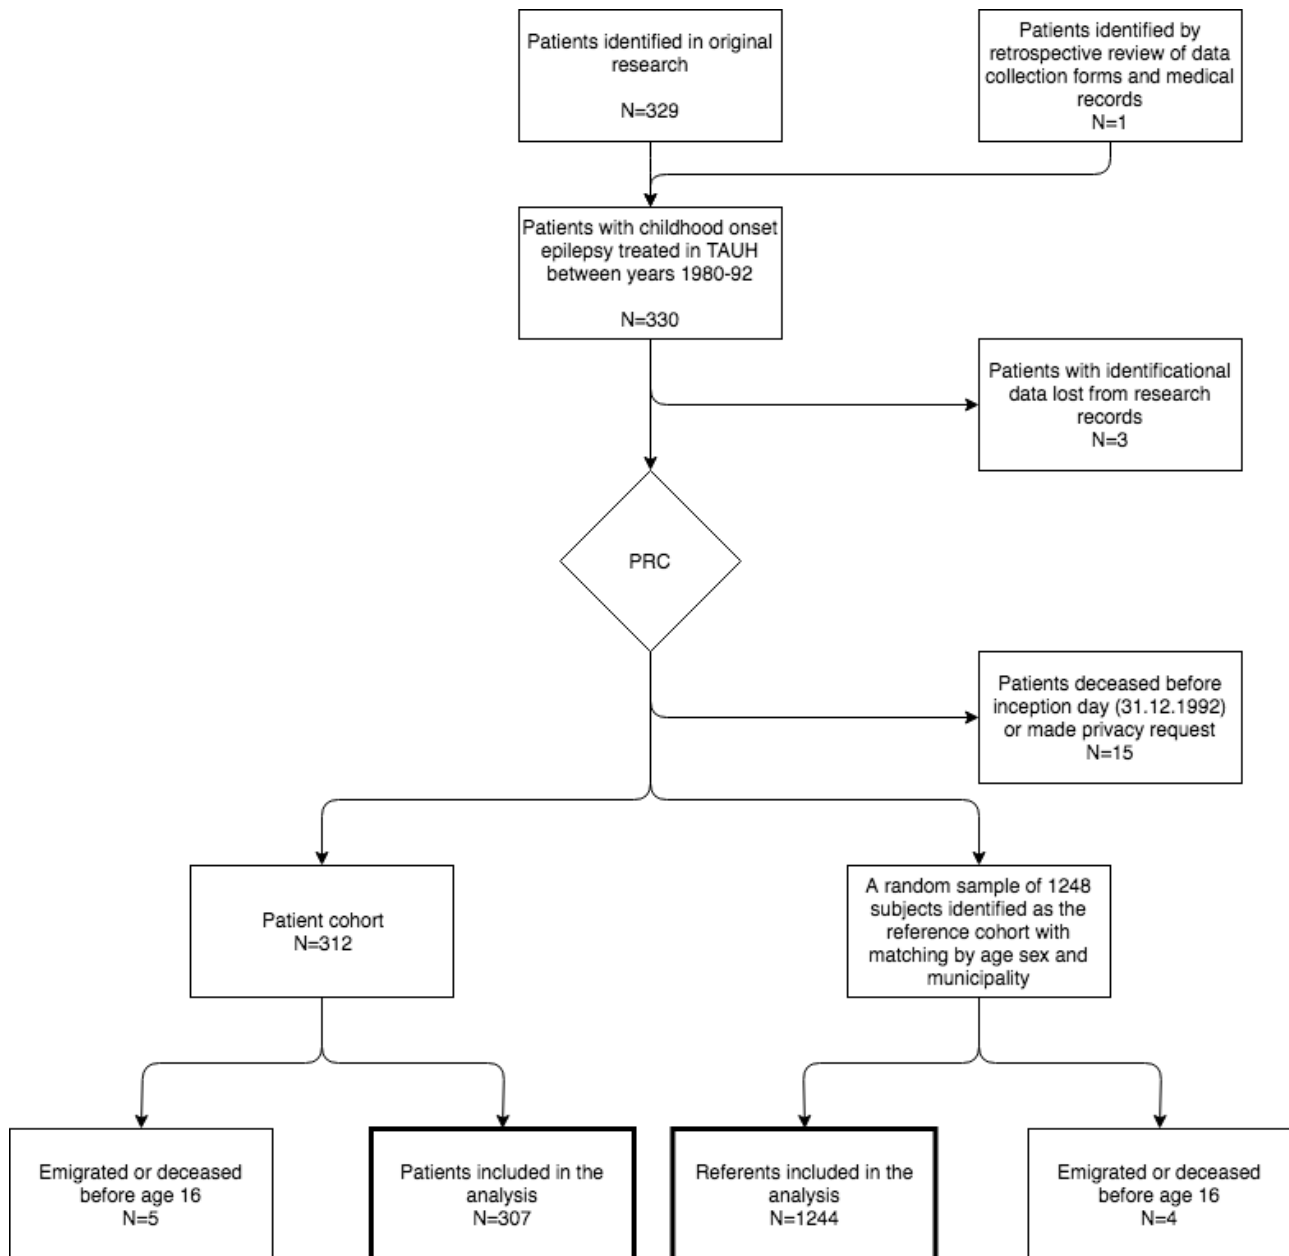 Patients identified in original
research
N=329
Patients identified by
retrospective review of data
collection forms and medical
records
N=1
Patients with childhood onset
epilepsy treated in TAUH
between years 1980-92
N=330
Patients with identificational
data lost from research
records
N=3
PRC
Patients deceased before
inception day (31.12.1992)
or made privacy request
N=15
Patient cohort
N=312
A random sample of 1248
subjects identified as the
reference cohort with
matching by age sex and
municipality
Emigrated or deceased
before age 16
N=5
Patients included in the
analysis
N=307
Referents included in the
analysis
N=1244
Emigrated or deceased
before age 16
N=4